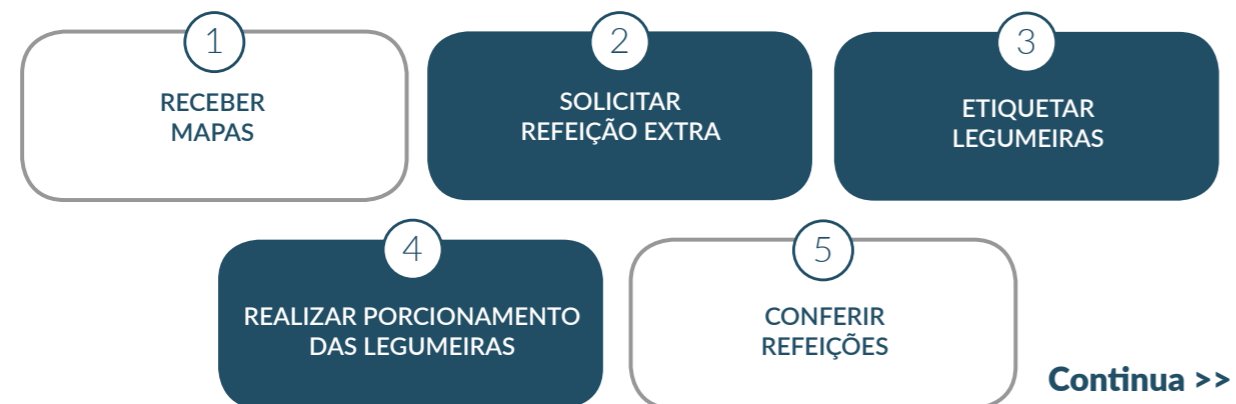 1
RECEBER
MAPAS
2
SOLICITAR
REFEIÇÃO EXTRA
3
ETIQUETAR
LEGUMEIRAS
4
REALIZAR PORCIONAMENTO
DAS LEGUMEIRAS
5
CONFERIR
REFEIÇÕES
Continua >>